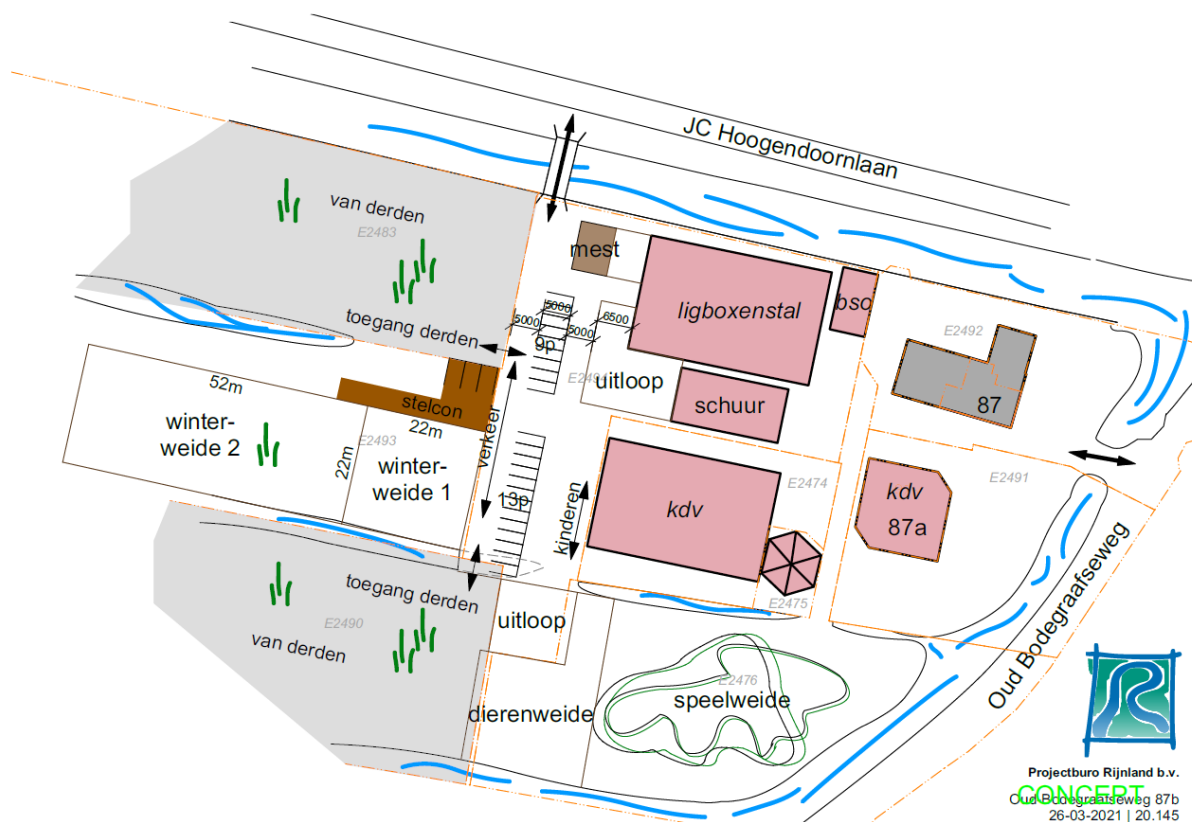 JC Hoogendoornlaan
van derden
E2483
mest
ligboxenstal
bso
5000
5000
5000
6500
9p
toegang derden
E2492
E2494
uitloop
schuur
87
52m
stelcon
22m
winter-
weide 2
E2493
22m
winter-
weide 1
verkeer
13p
kinderen
kdv
E2474
kdv
87a
E2491
E2475
toegang derden
E2490
van derden
uitloop
Oud Bodegraafseweg
E2476
speelweide
dierenweide
Projectburo Rijnland b.v.
CONCEPT
Oud Bodegraafseweg 87b
26-03-2021 | 20.145